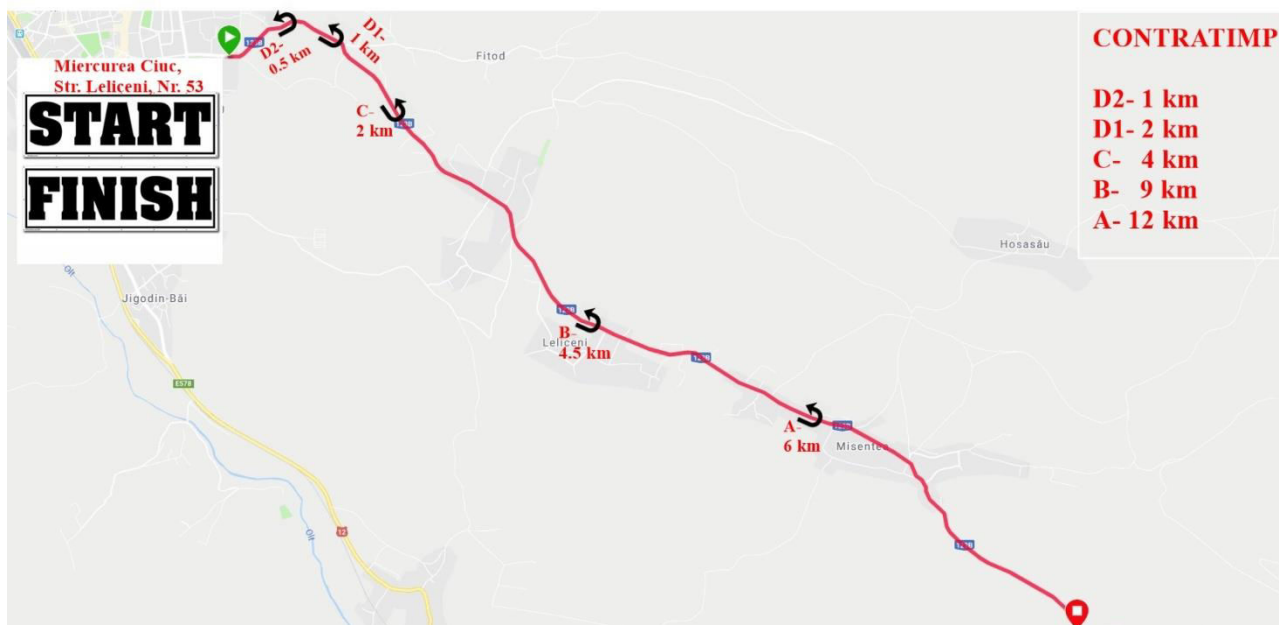 Miercurea Ciuc,
Str. Leliceni, Nr. 53
START
FINISH
D2-
0.5 km
D1-
1 km
Fitod
C-
2 km
CONTRATIMP
D2- 1 km
D1- 2 km
C- 4 km
B- 9 km
A- 12 km
Hosasău
Jigodin-Băi
Olt
E578
B-
Leliceni
4.5 km
A-
6 km
Misentea
12
Olt